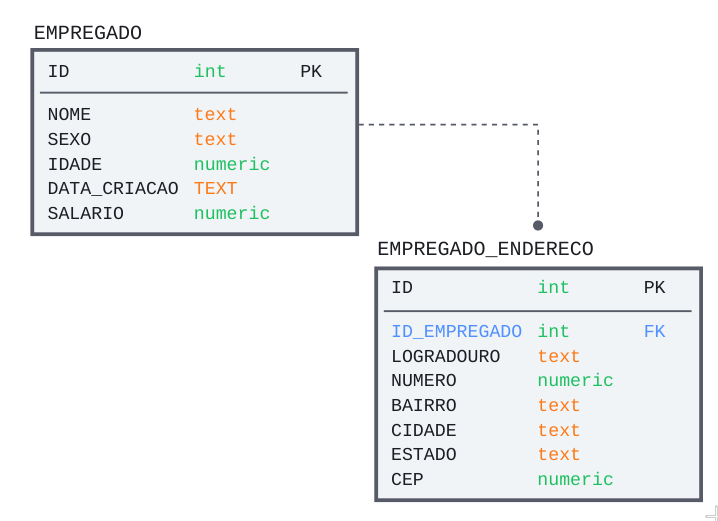 EMPREGADO
ID int PK
NOME text
SEXO text
IDADE numeric
DATA_CRIACAO TEXT
SALARIO numeric
EMPREGADO_ENDERECO
ID int PK
ID_EMPREGADO int FK
LOGRADOURO text
NUMERO numeric
BAIRRO text
CIDADE text
ESTADO text
CEP numeric